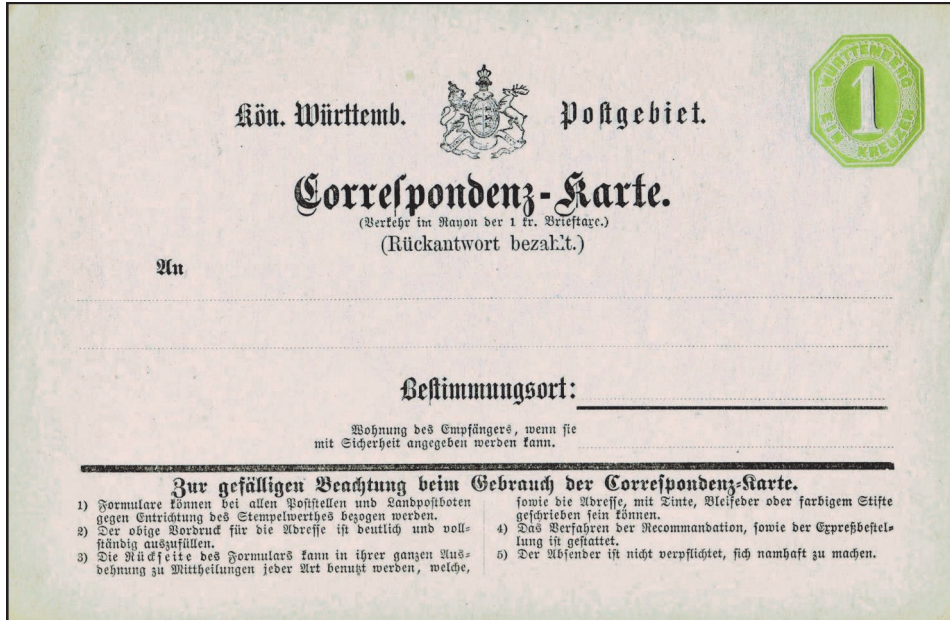 Kön. Württemb. Postgebiet.
WÜRTTEMBERG
1
EIN KREUZER
Correspondenz-Karte.
(Verkehr im Rayon der 1 kr. Brieftaxe.)
(Rückantwort bezahlt.)
An
Bestimmungsort:
Wohnung des Empfängers, wenn sie
mit Sicherheit angegeben werden kann.
Zur gefälligen Beachtung beim Gebrauch der Correspondenz-Karte.
1) Formulare können bei allen Poststellen und Landpostboten
gegen Entrichtung des Stempelwerthes bezogen werden.
2) Der obige Vordruck für die Adresse ist deutlich und voll-
ständig auszufüllen.
3) Die Rückseite des Formulars kann in ihrer ganzen Aus-
dehnung zu Mittheilungen jeder Art benutzt werden, welche,
sowie die Adresse, mit Tinte, Bleifeder oder farbigem Stifte
geschrieben sein können.
4) Das Verfahren der Recommandation, sowie der Expreßbestel-
lung ist gestattet.
5) Der Absender ist nicht verpflichtet, sich namhaft zu machen.